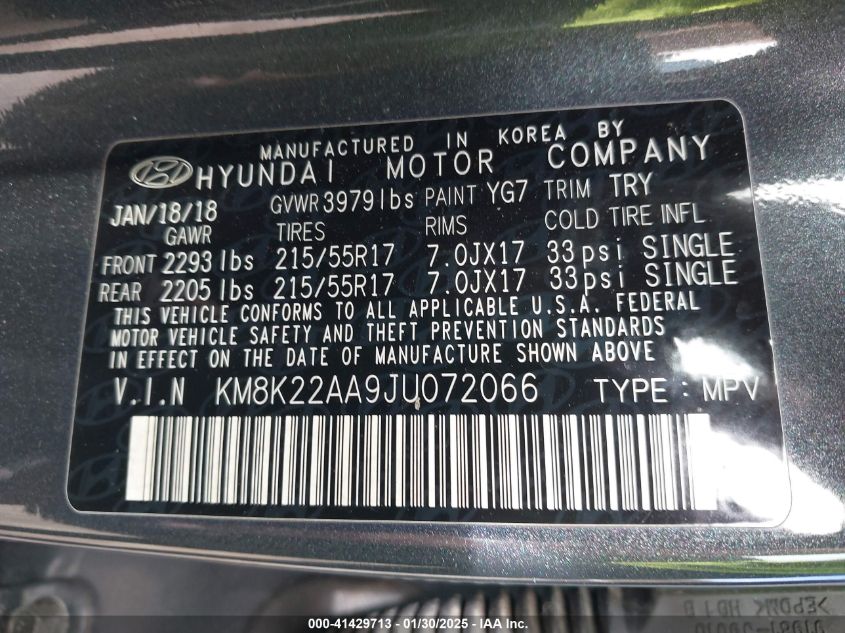 MANUFACTURED IN KOREA BY
HYUNDAI MOTOR COMPANY
JAN/18/18 GVWR 3979lbs PAINT YG7 TRIM TRY
GAWR TIRES RIMS COLD TIRE INFL
FRONT 2293 lbs 215/55R17 7.0JX17 33psi SINGLE
REAR 2205 lbs 215/55R17 7.0JX17 33psi SINGLE
THIS VEHICLE CONFORMS TO ALL APPLICABLE U.S.A. FEDERAL
MOTOR VEHICLE SAFETY AND THEFT PREVENTION STANDARDS
IN EFFECT ON THE DATE OF MANUFACTURE SHOWN ABOVE
V.I.N KM8K22AA9JU072066 TYPE : MPV
>EPDM<
000-41429713 - 01/30/2025 - IAA, Inc.